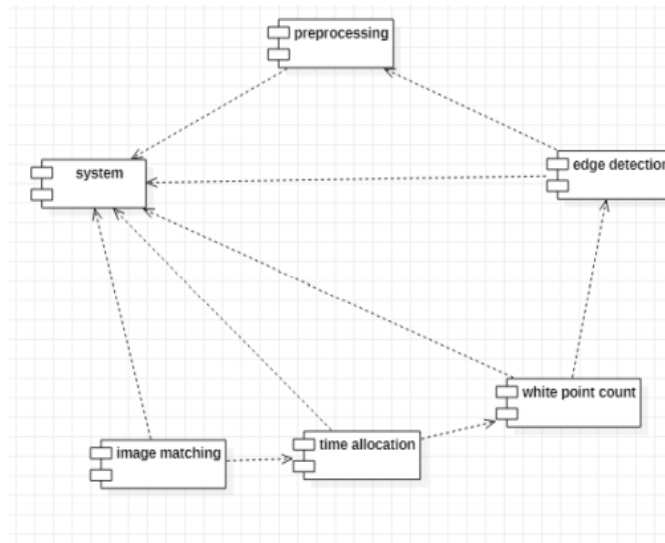 preprocessing
system
edge detection
white point count
time allocation
image matching